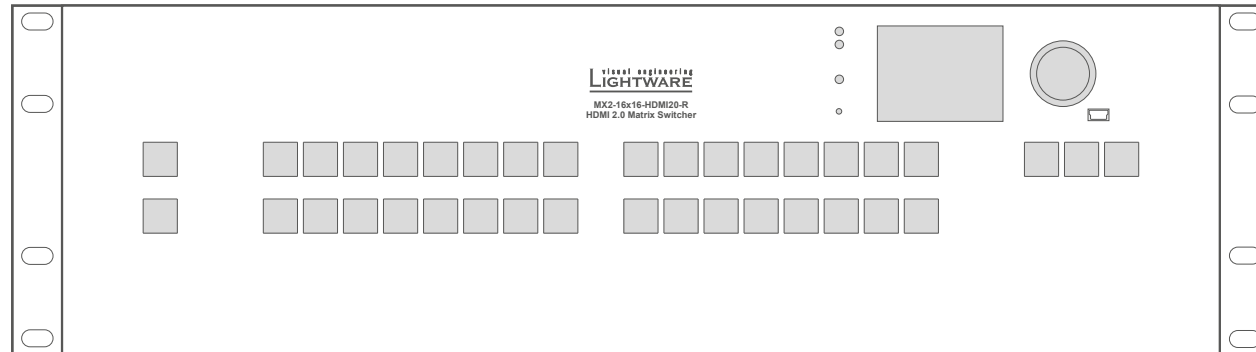 visual engineering
LIGHTWARE
MX2-16x16-HDMI20-R
HDMI 2.0 Matrix Switcher